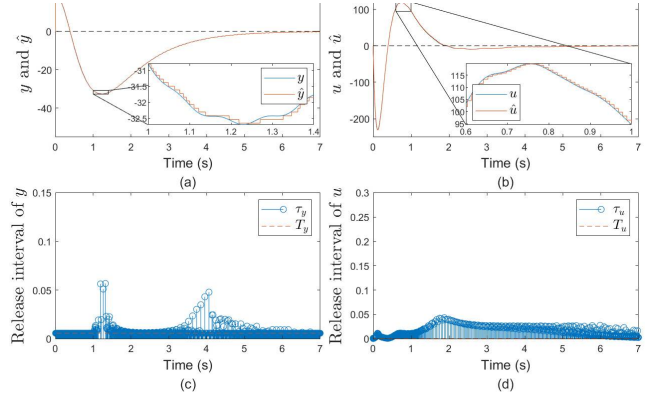 0
-20
-40
y and ŷ
-31
-31.5
-32
-32.5
1
1.1
1.2
1.3
1.4
y
ŷ
0 1 2 3 4 5 6 7
Time (s)
(a)
100
0
-100
-200
u and û
115
110
105
100
95
0.6
0.7
0.8
0.9
1
u
û
0 1 2 3 4 5 6 7
Time (s)
(b)
0.15
0.1
0.05
0
Release interval of y
τy
Ty
0 1 2 3 4 5 6 7
Time (s)
(c)
0.3
0.2
0.1
0
Release interval of u
τu
Tu
0 1 2 3 4 5 6 7
Time (s)
(d)